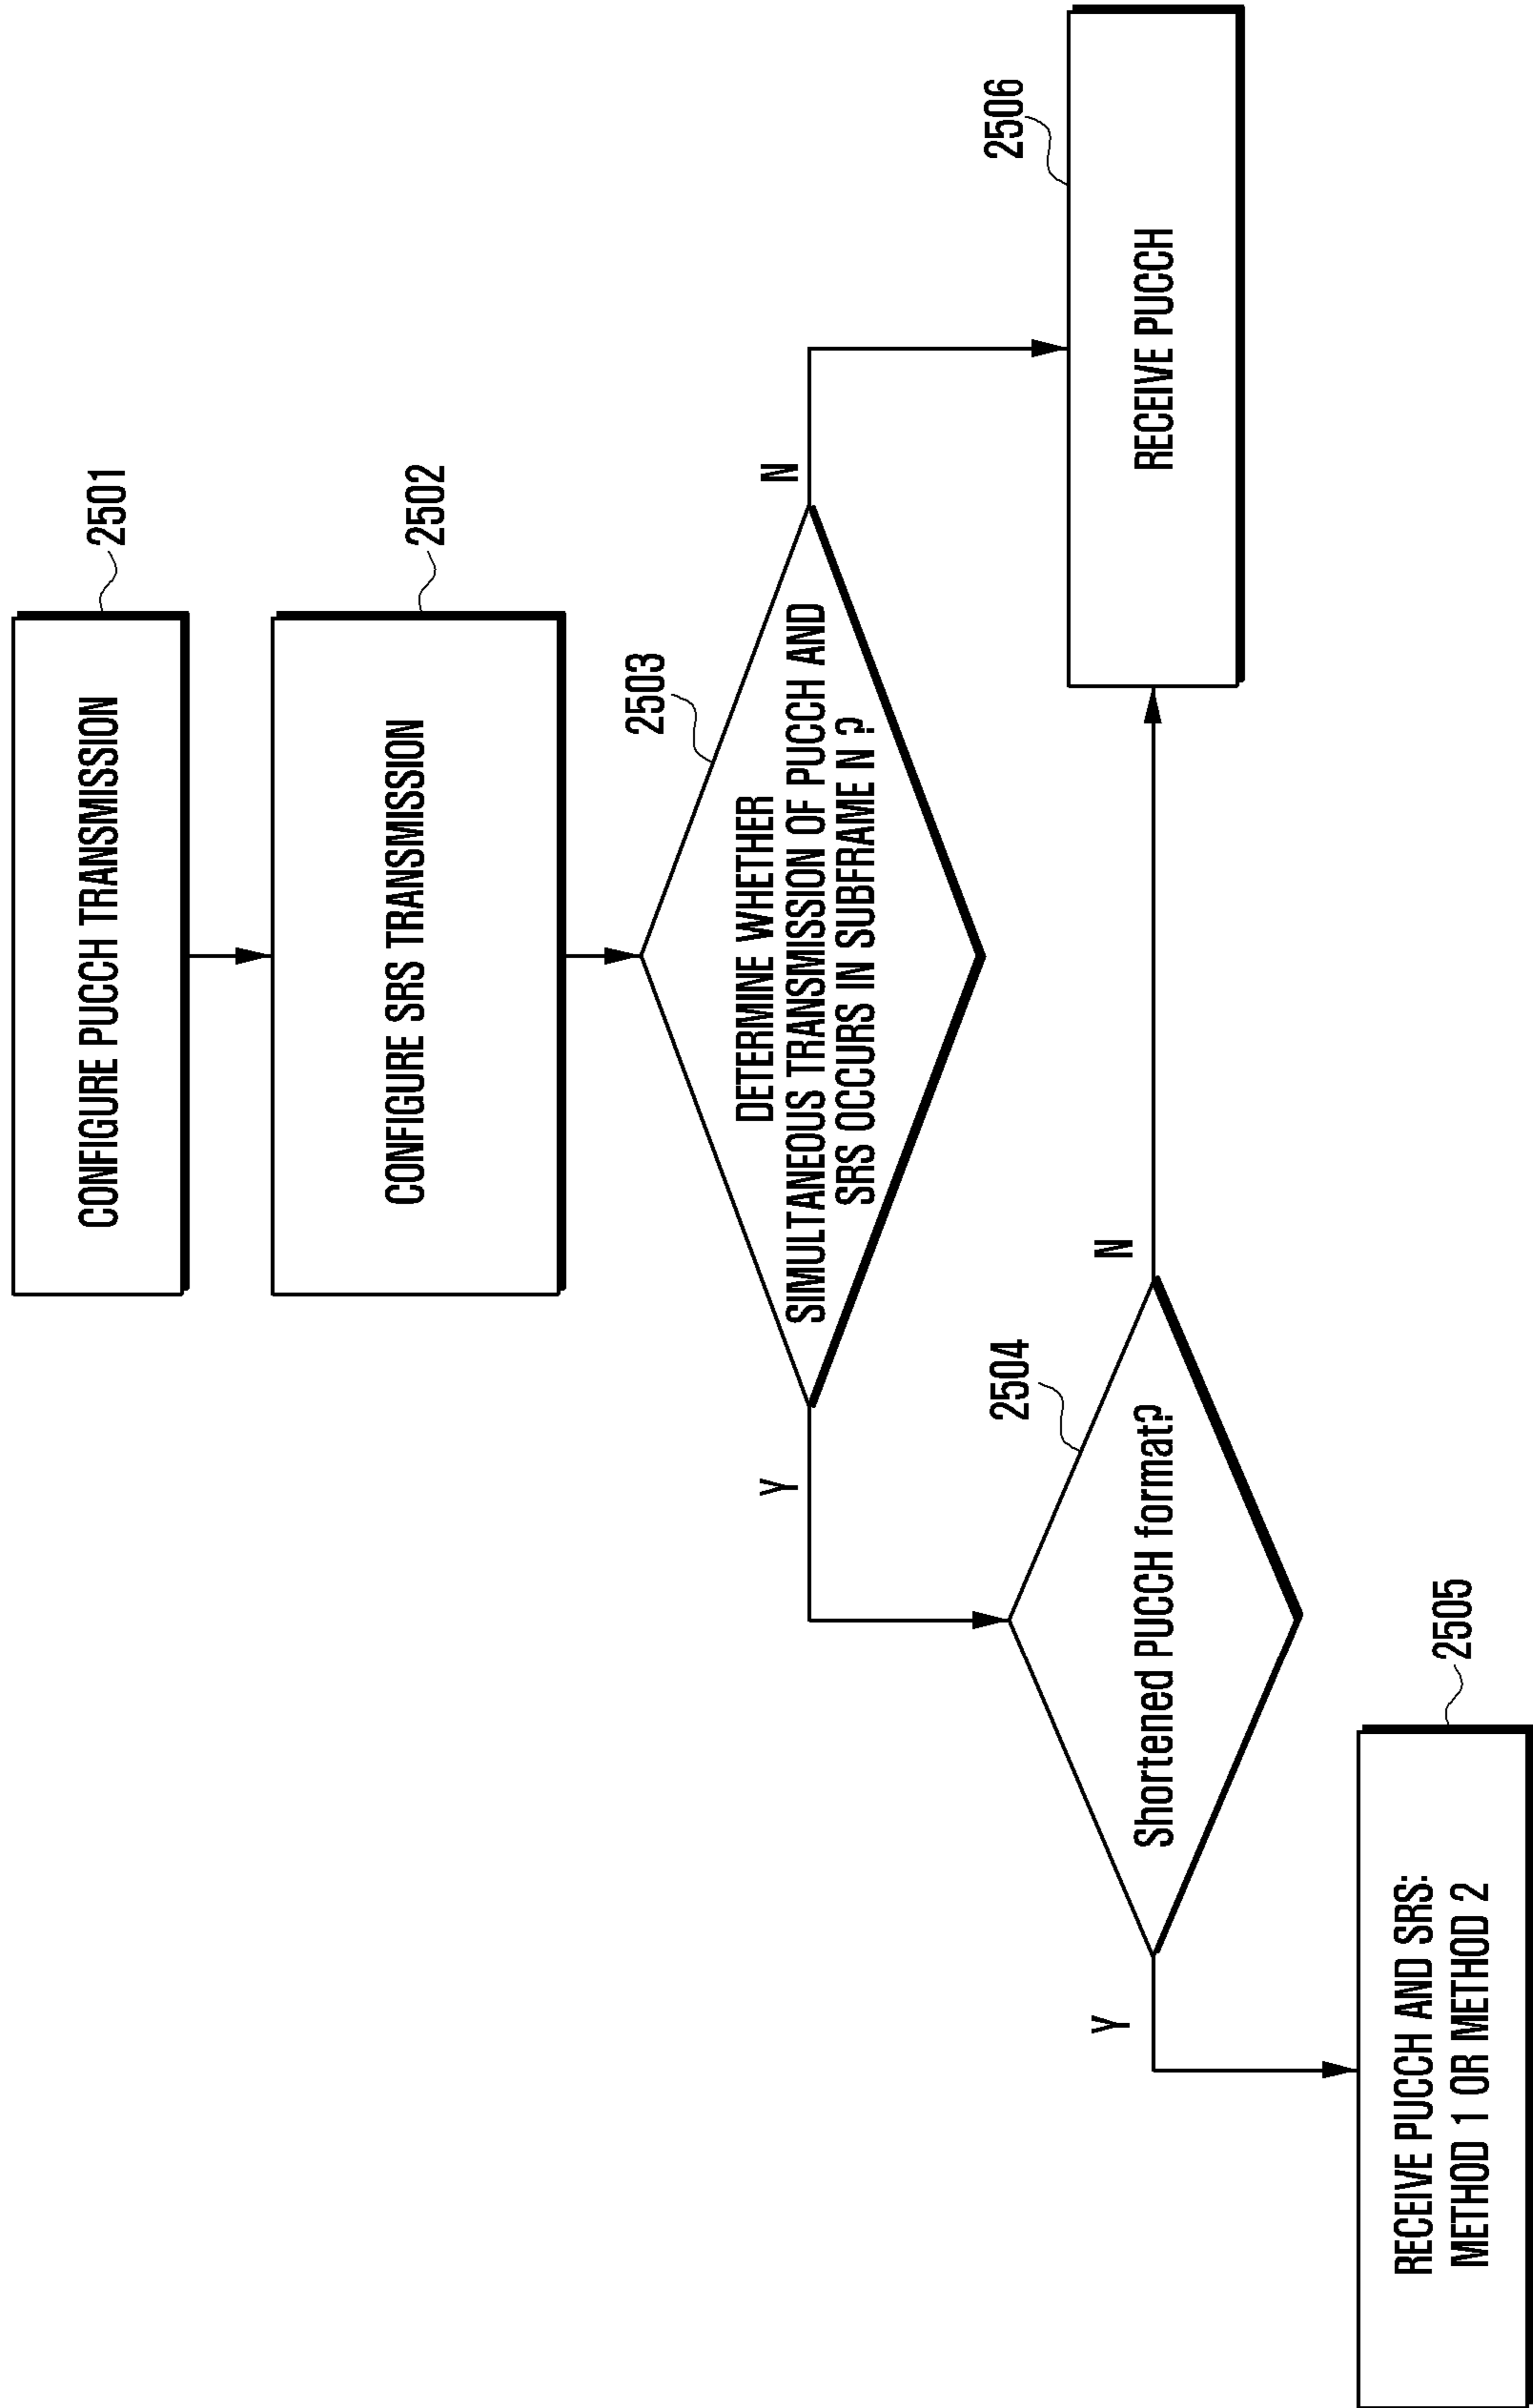 CONFIGURE PUCCH TRANSMISSION
2501
CONFIGURE SRS TRANSMISSION
2502
2503
DETERMINE WHETHER
SIMULTANEOUS TRANSMISSION OF PUCCH AND
SRS OCCURS IN SUBFRAME N ?
Y
N
2504
Shortened PUCCH format?
Y
N
2506
RECEIVE PUCCH
2505
RECEIVE PUCCH AND SRS:
METHOD 1 OR METHOD 2